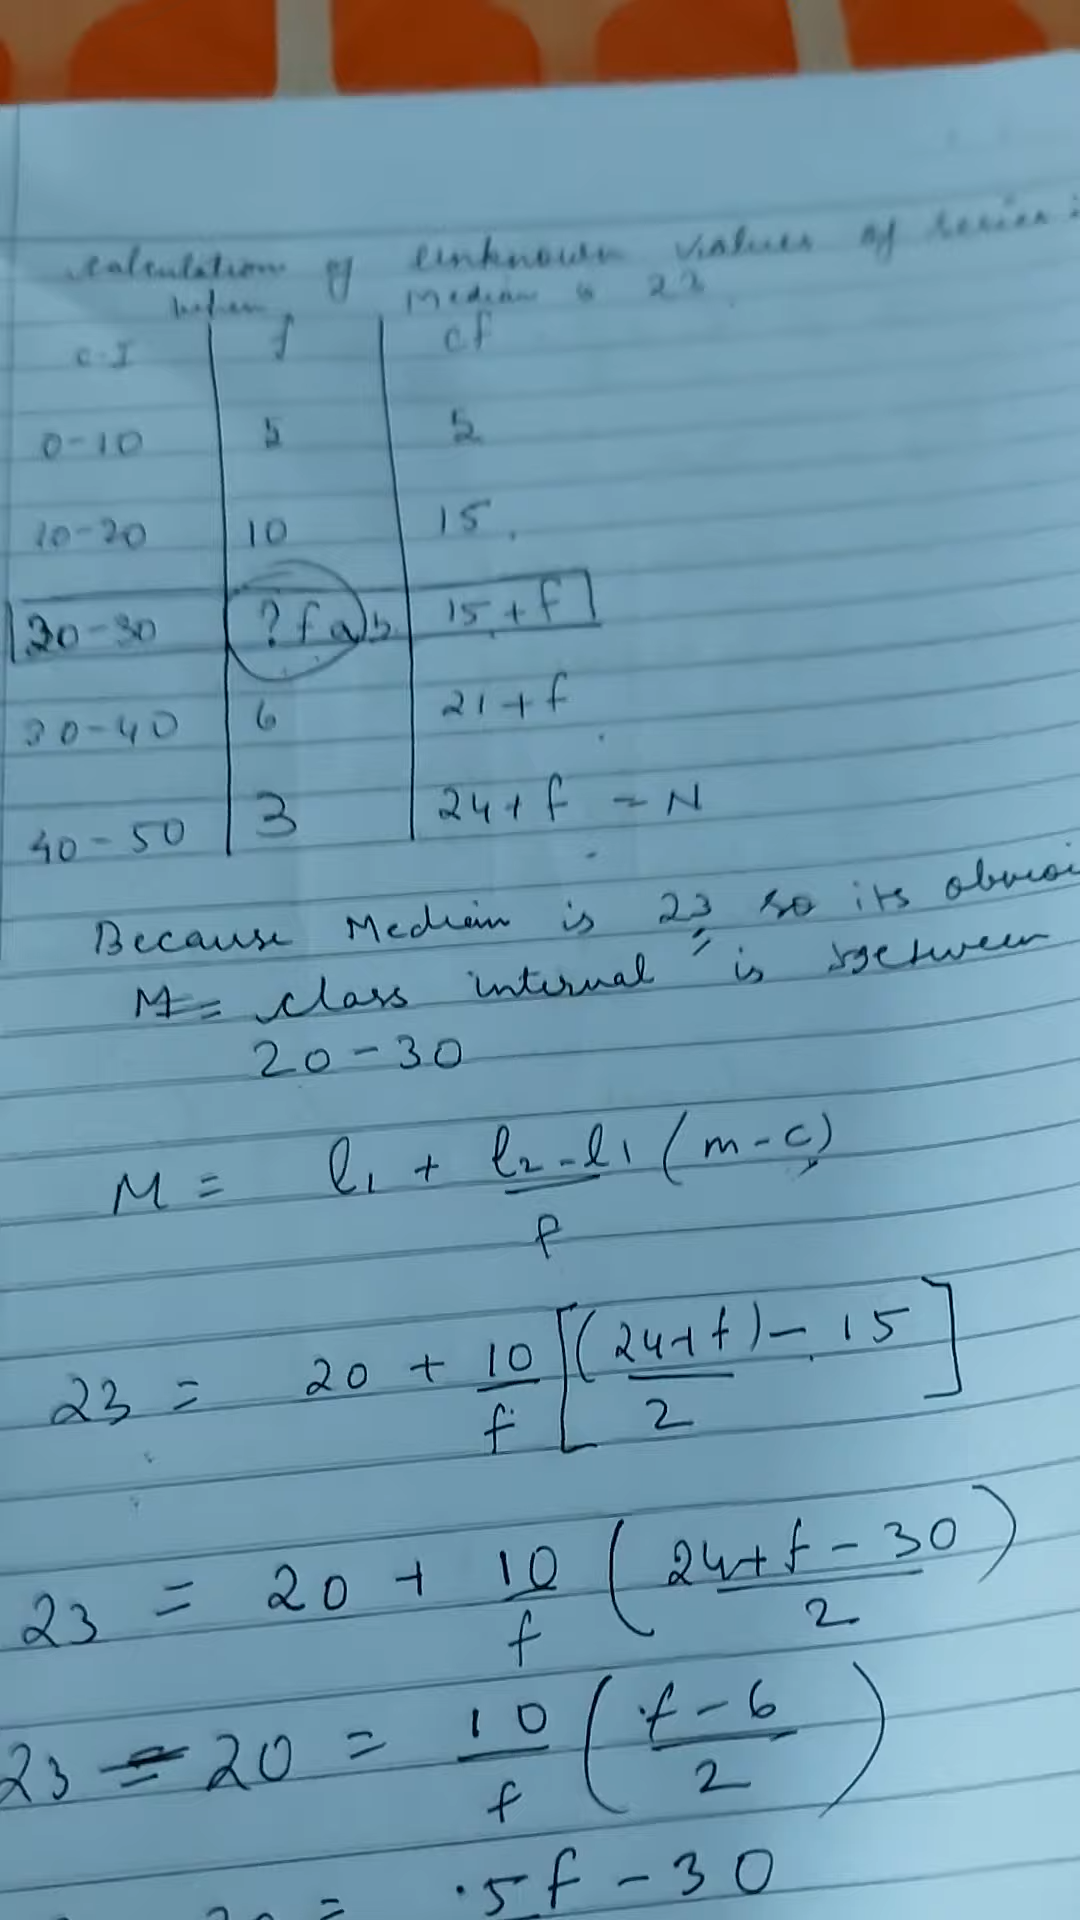 calculation of unknown values of series
when Median is 23
C.I f cf
0-10 5 5
10-20 10 15
20-30 ? f 15 + f
30-40 6 21 + f
40-50 3 24 + f = N
Because Median is 23 so its obvioi
M = class interval is between
20-30
M = l₁ + l₂-l₁/f (m-c)
23 = 20 + 10/f [(24+f)/2 - 15]
23 = 20 + 10/f (24+f-30/2)
23 - 20 = 10/f (f-6/2)
= 5f - 30